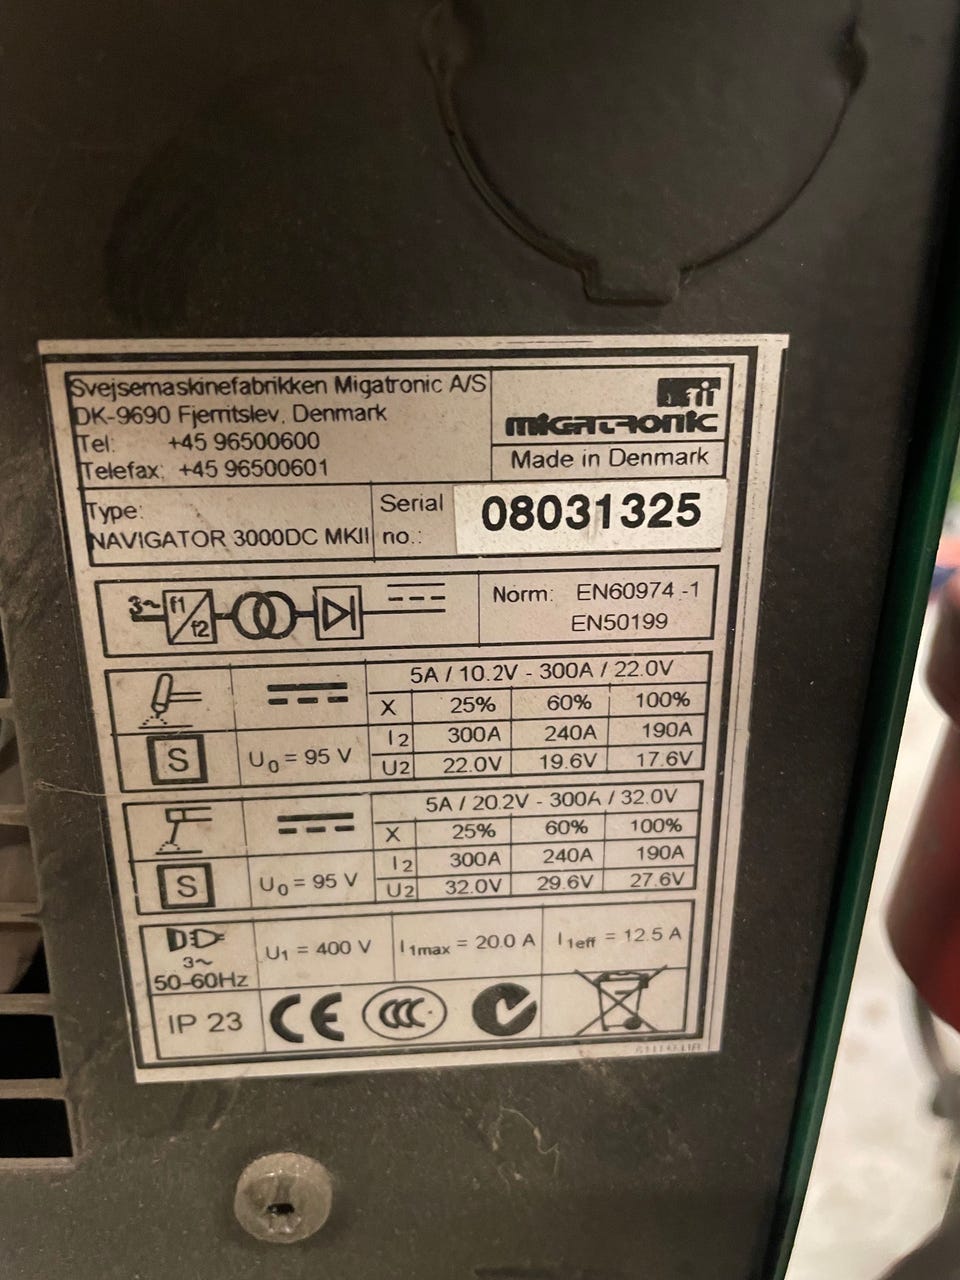 Svejsemaskinefabrikken Migatronic A/S
DK-9690 Fjerritslev, Denmark
Tel: +45 96500600
Telefax: +45 96500601
MIGATRONIC
Made in Denmark
Type:
NAVIGATOR 3000DC MKII
Serial no.: 08031325
3~ f1 f2
Norm: EN60974-1
EN50199
5A / 10.2V - 300A / 22.0V
X 25% 60% 100%
I2 300A 240A 190A
S U0 = 95 V
U2 22.0V 19.6V 17.6V
5A / 20.2V - 300A / 32.0V
X 25% 60% 100%
I2 300A 240A 190A
S U0 = 95 V
U2 32.0V 29.6V 27.6V
3~
50-60Hz
U1 = 400 V I1max = 20.0 A I1eff = 12.5 A
IP 23 CE CCC